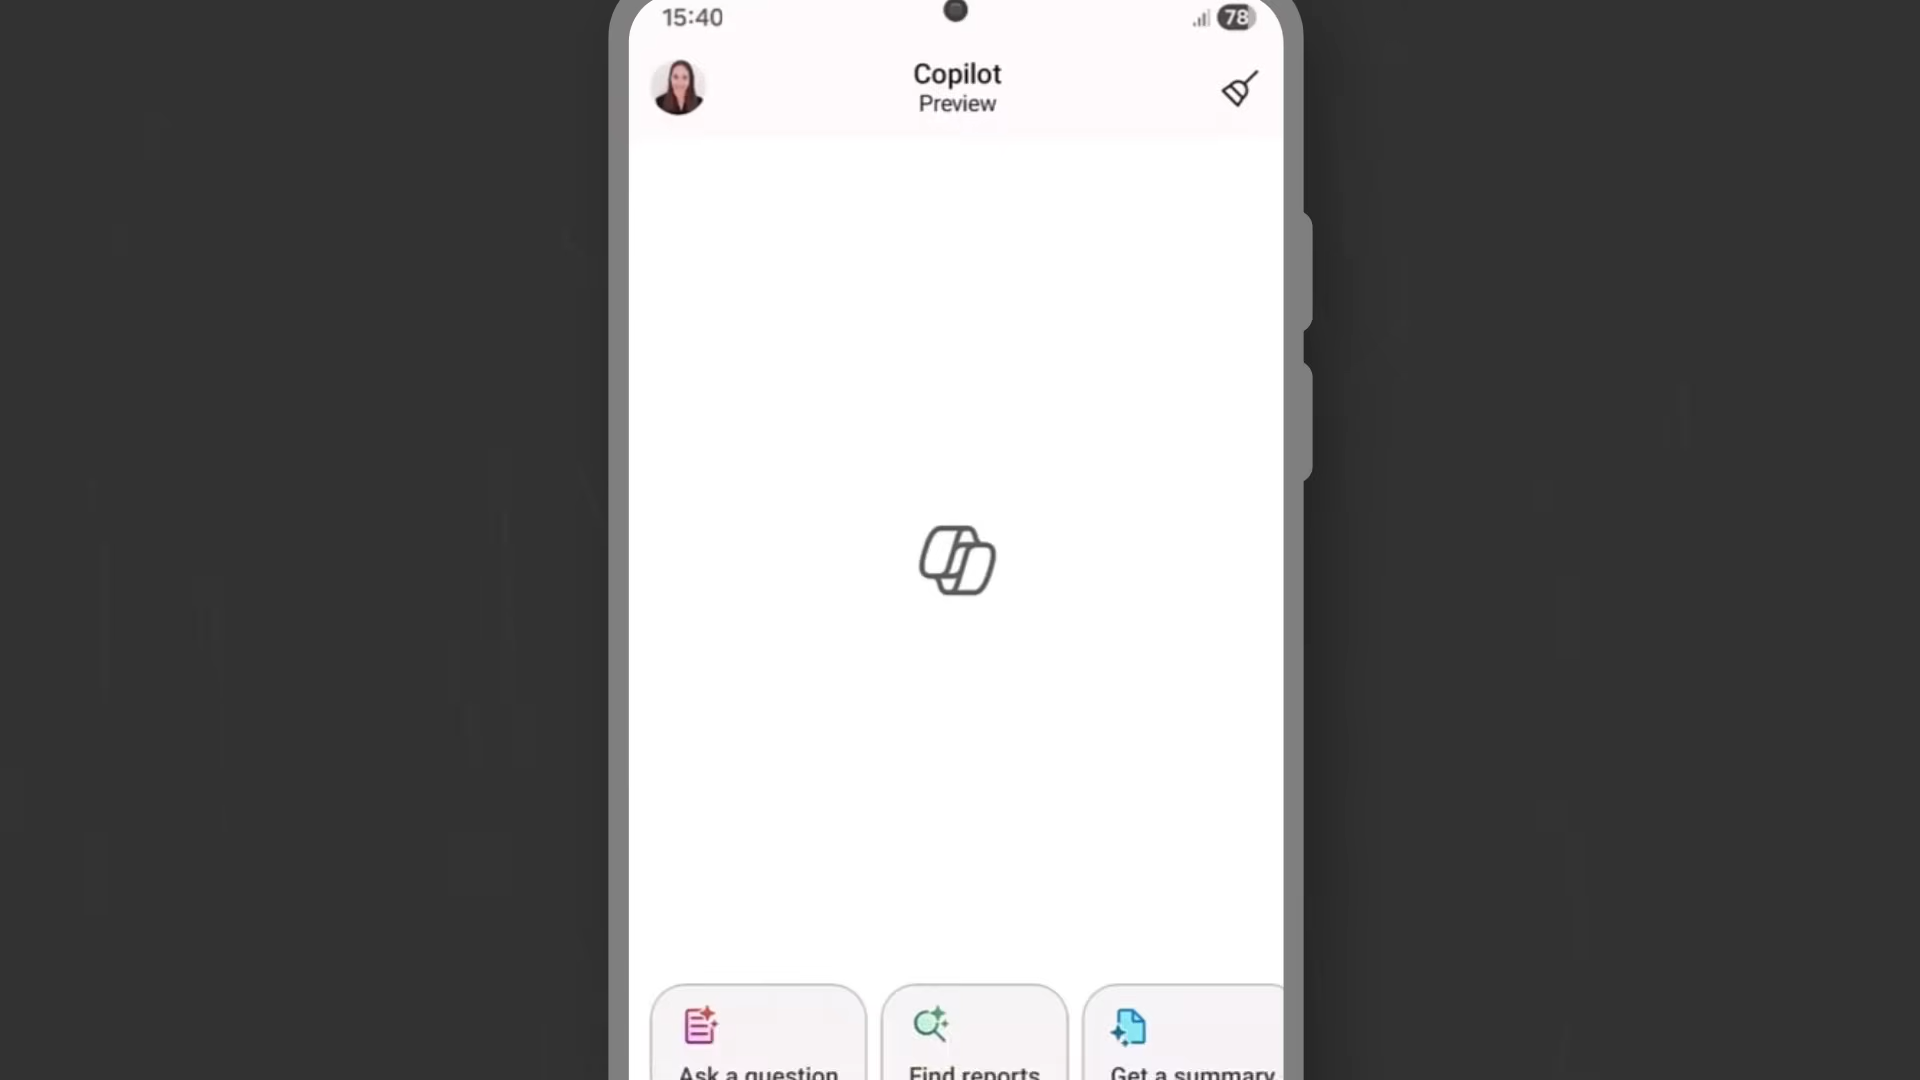 15:40
78
Copilot
Preview
Ask a question
Find reports
Get a summary